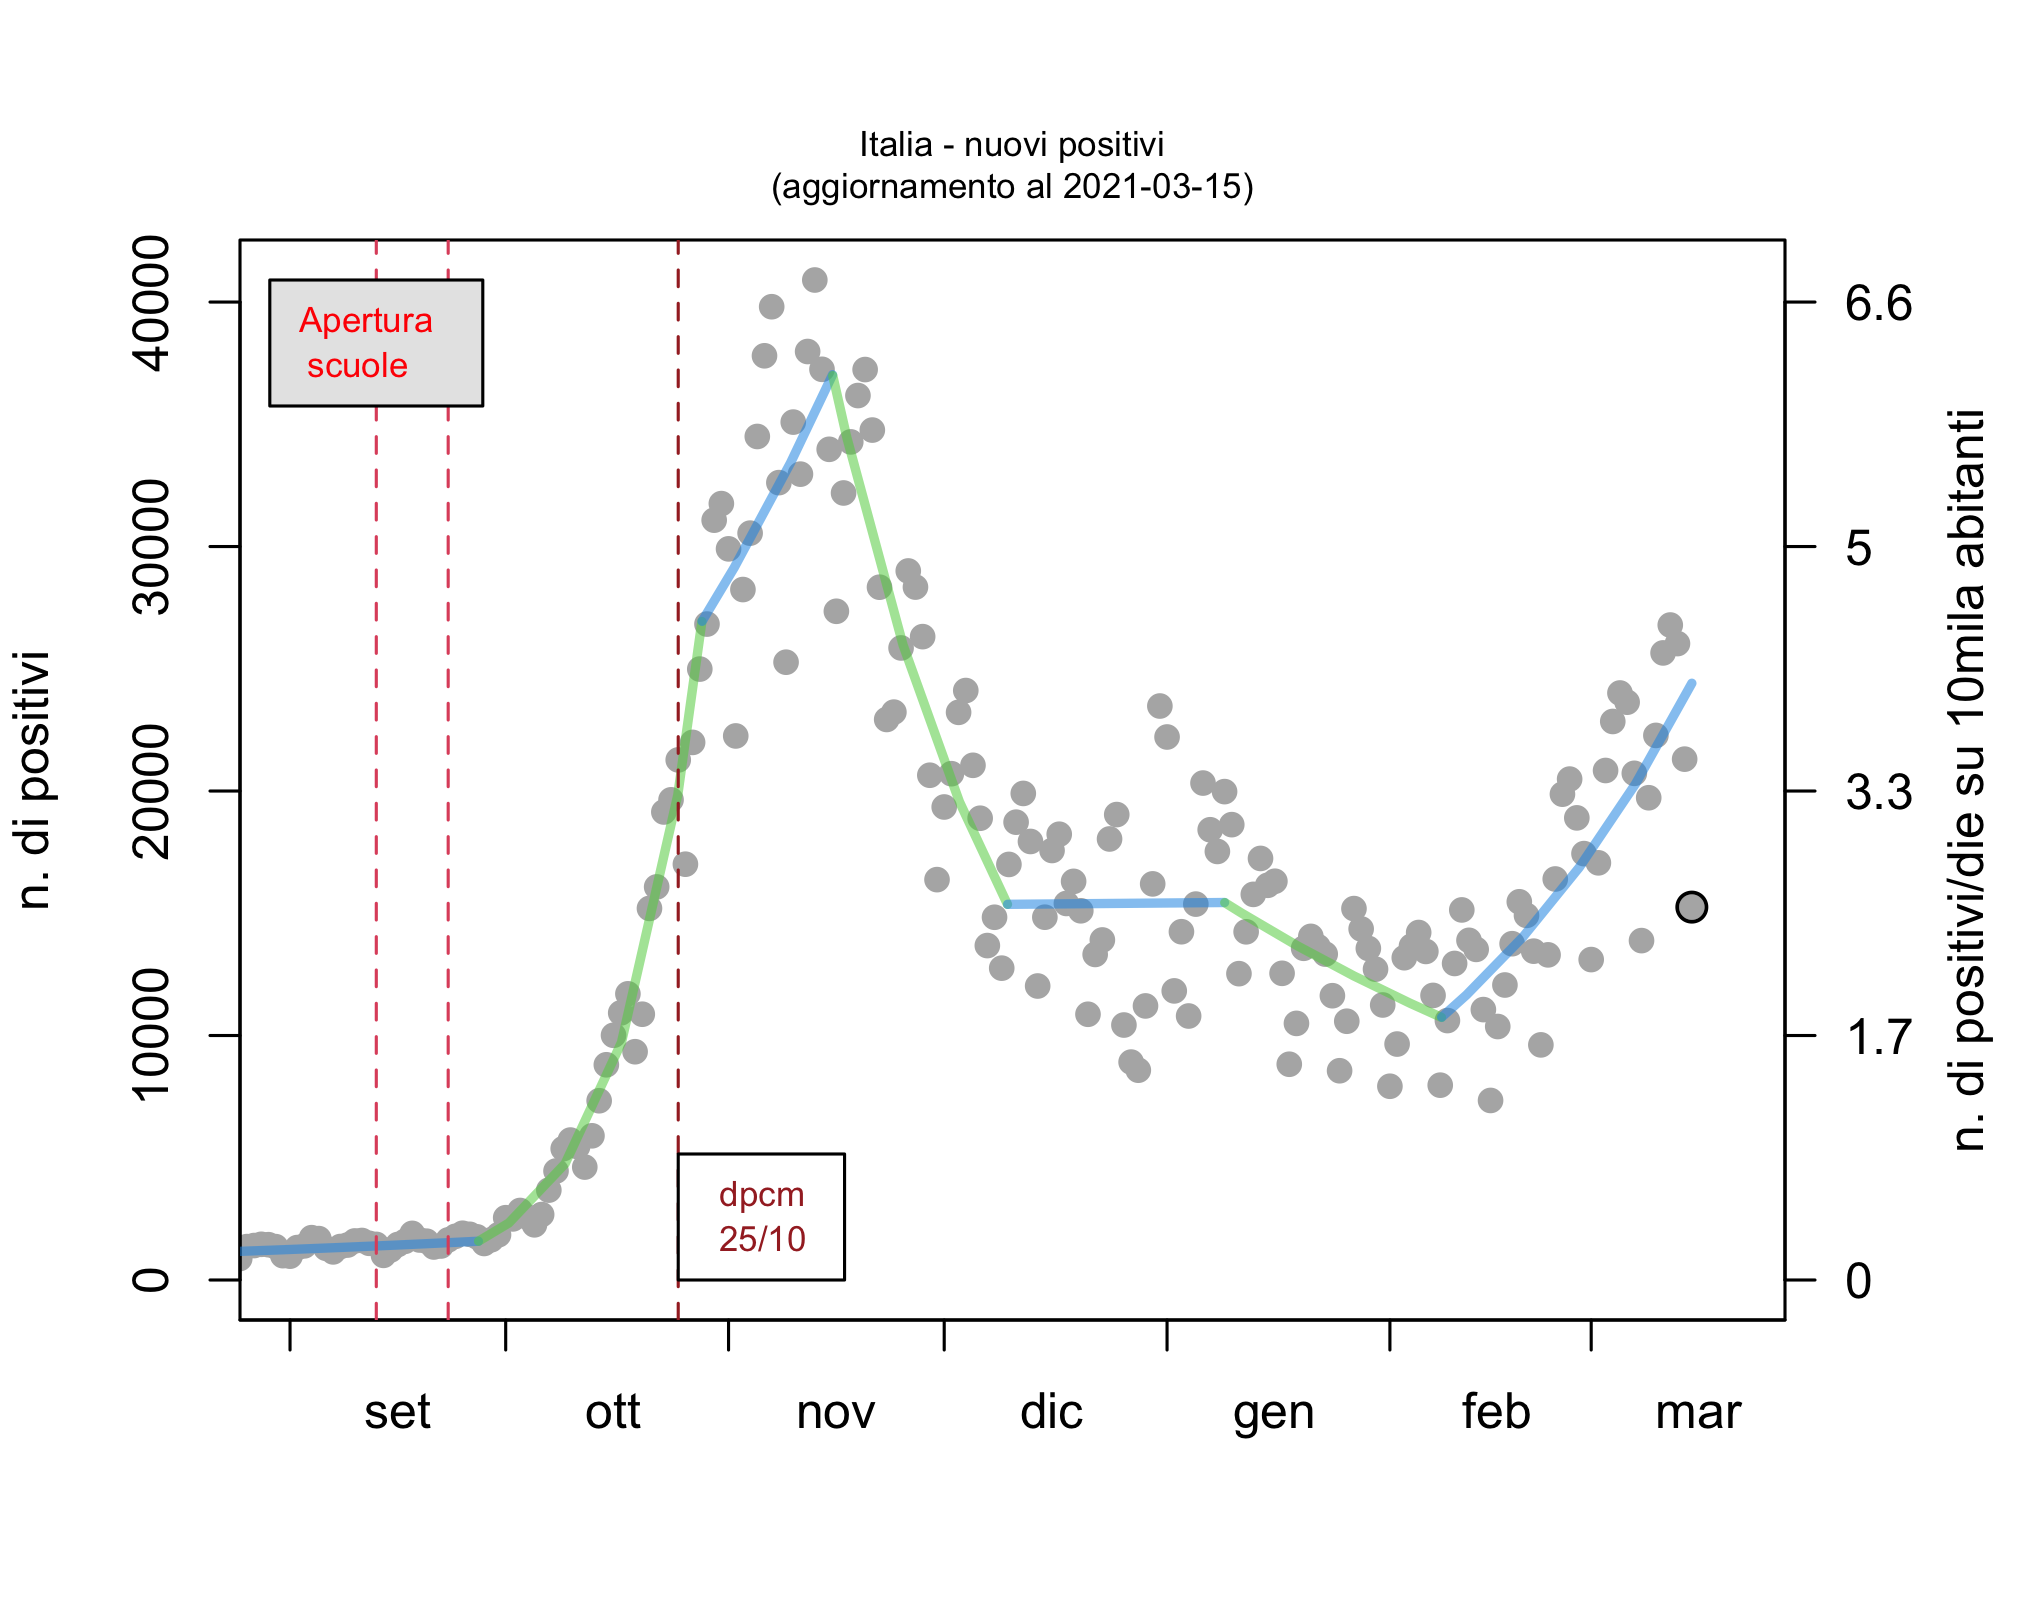 Italia - nuovi positivi
(aggiornamento al 2021-03-15)
n. di positivi
40000
30000
20000
10000
0
Apertura
scuole
dpcm
25/10
6.6
5
3.3
1.7
0
n. di positivi/die su 10mila abitanti
set ott nov dic gen feb mar